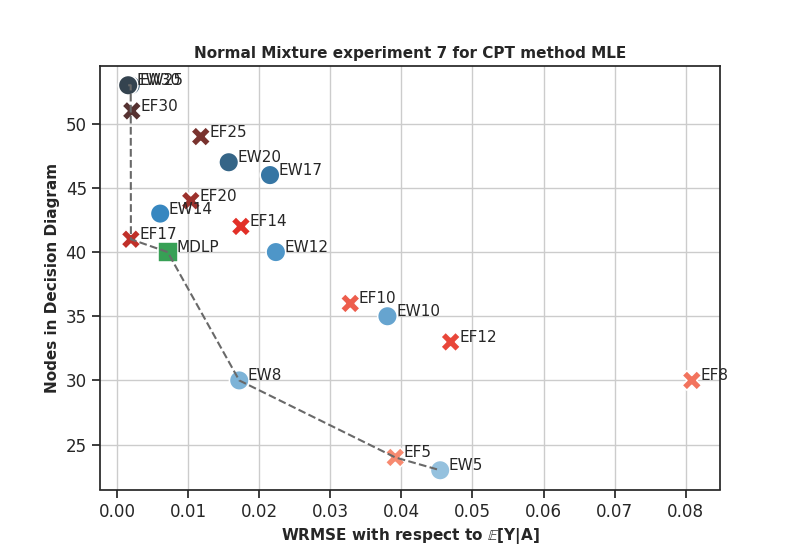 Normal Mixture experiment 7 for CPT method MLE
Nodes in Decision Diagram
50
45
40
35
30
25
EF30
EF25
EW20
EW17
EF20
EW14
EF14
EF17
MDLP
EW12
EF10
EW10
EF12
EW8
EF8
EF5
EW5
0.00 0.01 0.02 0.03 0.04 0.05 0.06 0.07 0.08
WRMSE with respect to 𝔼[Y|A]